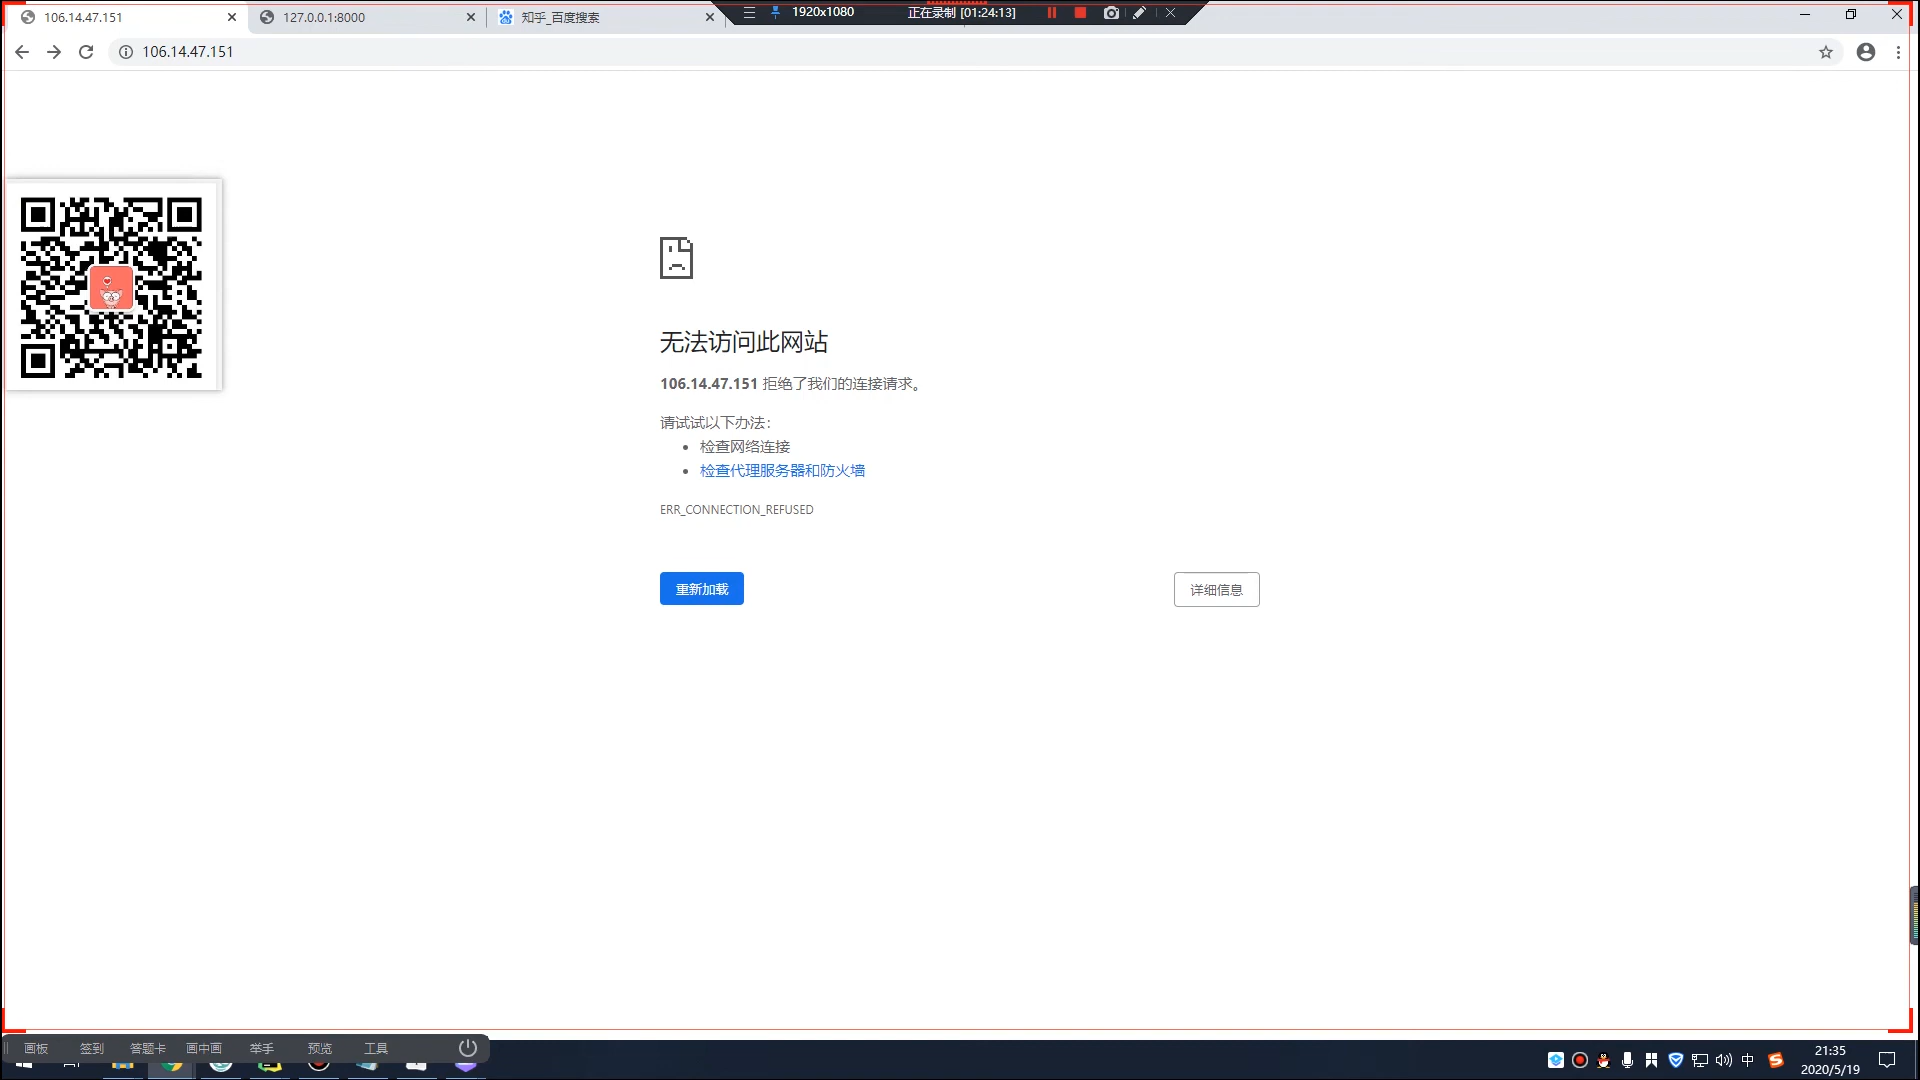 106.14.47.151
127.0.0.1:8000
知乎_百度搜索
1920x1080
正在录制 [01:24:13]
106.14.47.151
无法访问此网站
106.14.47.151 拒绝了我们的连接请求。
请试试以下办法：
检查网络连接
检查代理服务器和防火墙
ERR_CONNECTION_REFUSED
重新加载
详细信息
画板
签到
答题卡
画中画
举手
预览
工具
中
21:35
2020/5/19